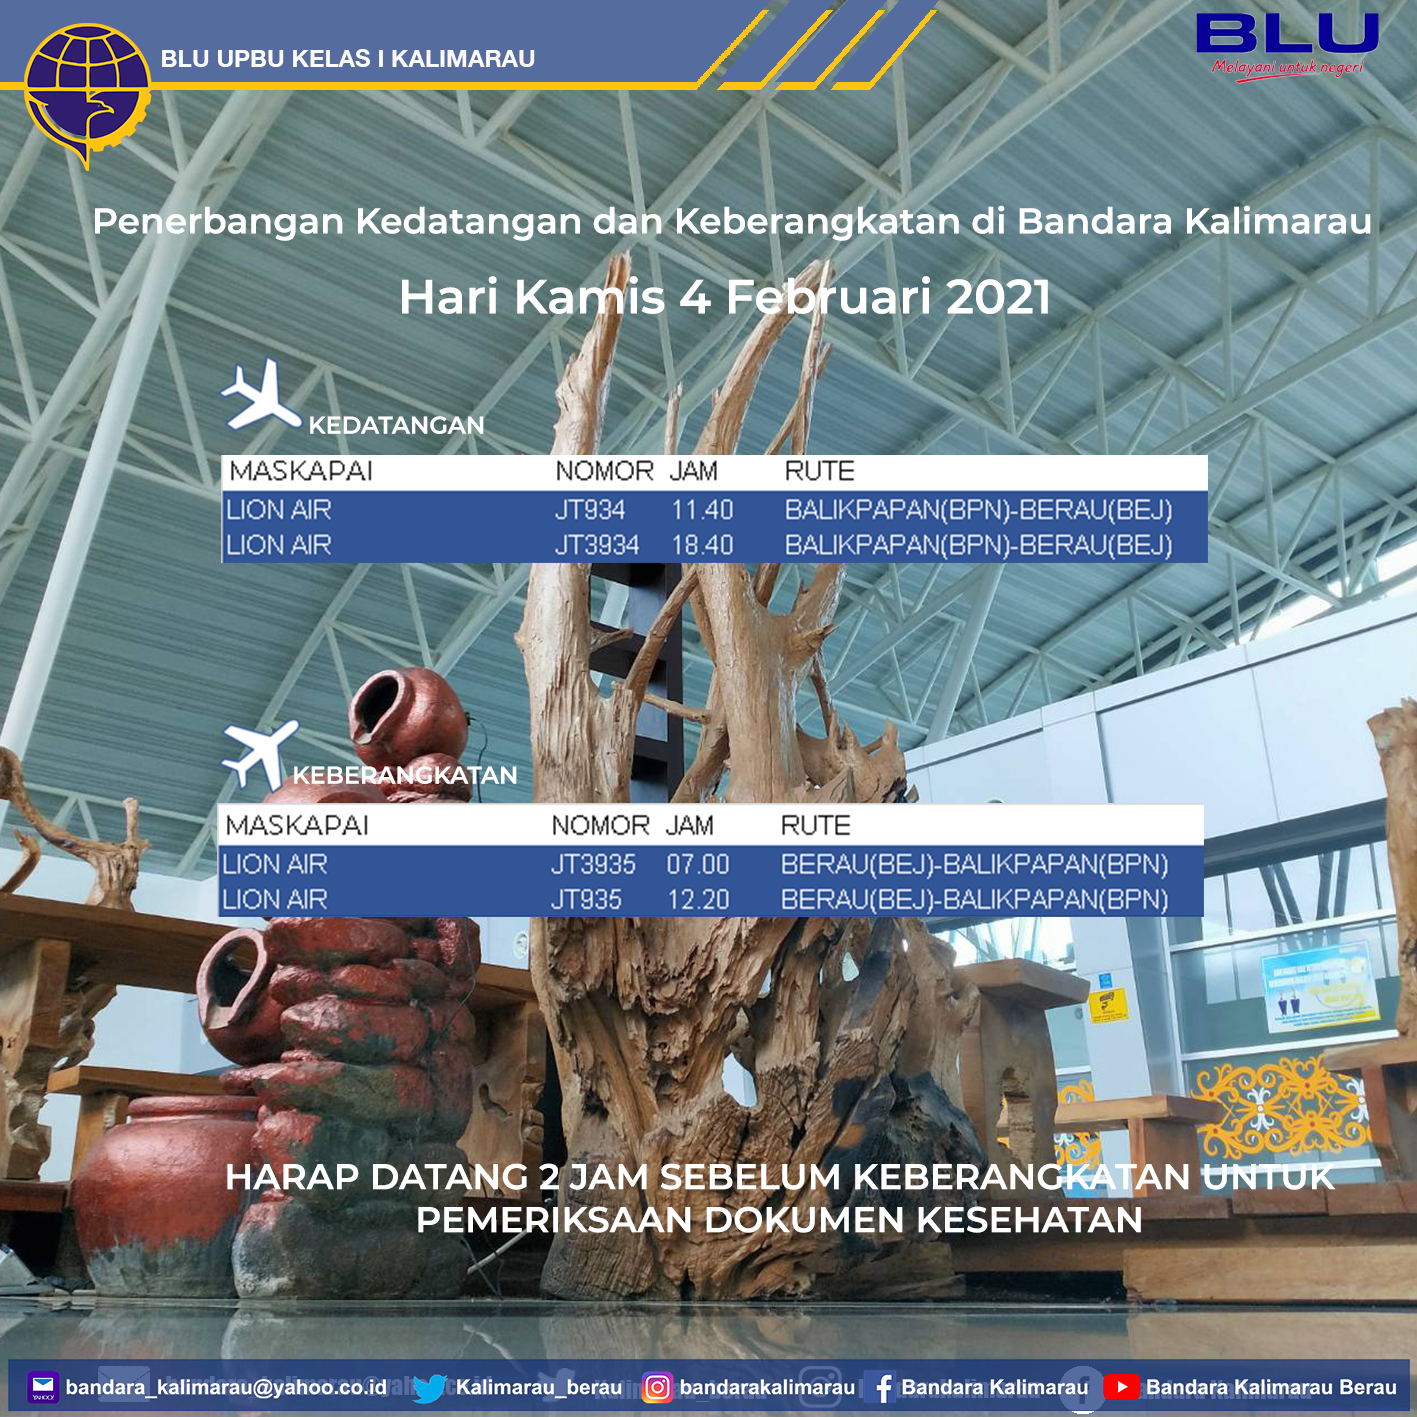 BLU UPBU KELAS I KALIMARAU
BLU
Melayani untuk negeri
Penerbangan Kedatangan dan Keberangkatan di Bandara Kalimarau
Hari Kamis 4 Februari 2021
KEDATANGAN
MASKAPAI NOMOR JAM RUTE
LION AIR JT934 11.40 BALIKPAPAN(BPN)-BERAU(BEJ)
LION AIR JT3934 18.40 BALIKPAPAN(BPN)-BERAU(BEJ)
KEBERANGKATAN
MASKAPAI NOMOR JAM RUTE
LION AIR JT3935 07.00 BERAU(BEJ)-BALIKPAPAN(BPN)
LION AIR JT935 12.20 BERAU(BEJ)-BALIKPAPAN(BPN)
HARAP DATANG 2 JAM SEBELUM KEBERANGKATAN UNTUK
PEMERIKSAAN DOKUMEN KESEHATAN
YAHOO! bandara_kalimarau@yahoo.co.id Kalimarau_berau bandarakalimarau Bandara Kalimarau Bandara Kalimarau Berau